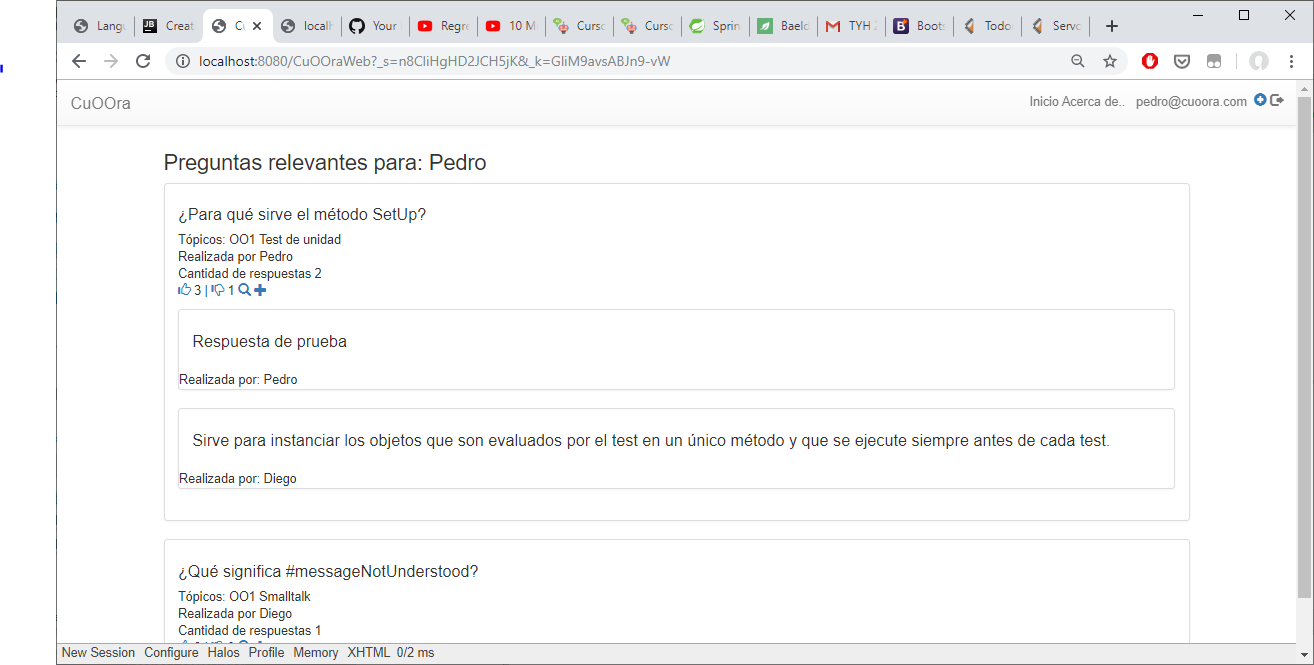 Langu
Creat
Cu
localh
Your
Regre
10 M
Curso
Curso
Sprin
Baeld
TYH
Boots
Todo
Servo
localhost:8080/CuOOraWeb?_s=n8CliHgHD2JCH5jK&_k=GliM9avsABJn9-vW
CuOOra
Inicio Acerca de.. pedro@cuoora.com
Preguntas relevantes para: Pedro
¿Para qué sirve el método SetUp?
Tópicos: OO1 Test de unidad
Realizada por Pedro
Cantidad de respuestas 2
3 | 1
Respuesta de prueba
Realizada por: Pedro
Sirve para instanciar los objetos que son evaluados por el test en un único método y que se ejecute siempre antes de cada test.
Realizada por: Diego
¿Qué significa #messageNotUnderstood?
Tópicos: OO1 Smalltalk
Realizada por Diego
Cantidad de respuestas 1
New Session Configure Halos Profile Memory XHTML 0/2 ms